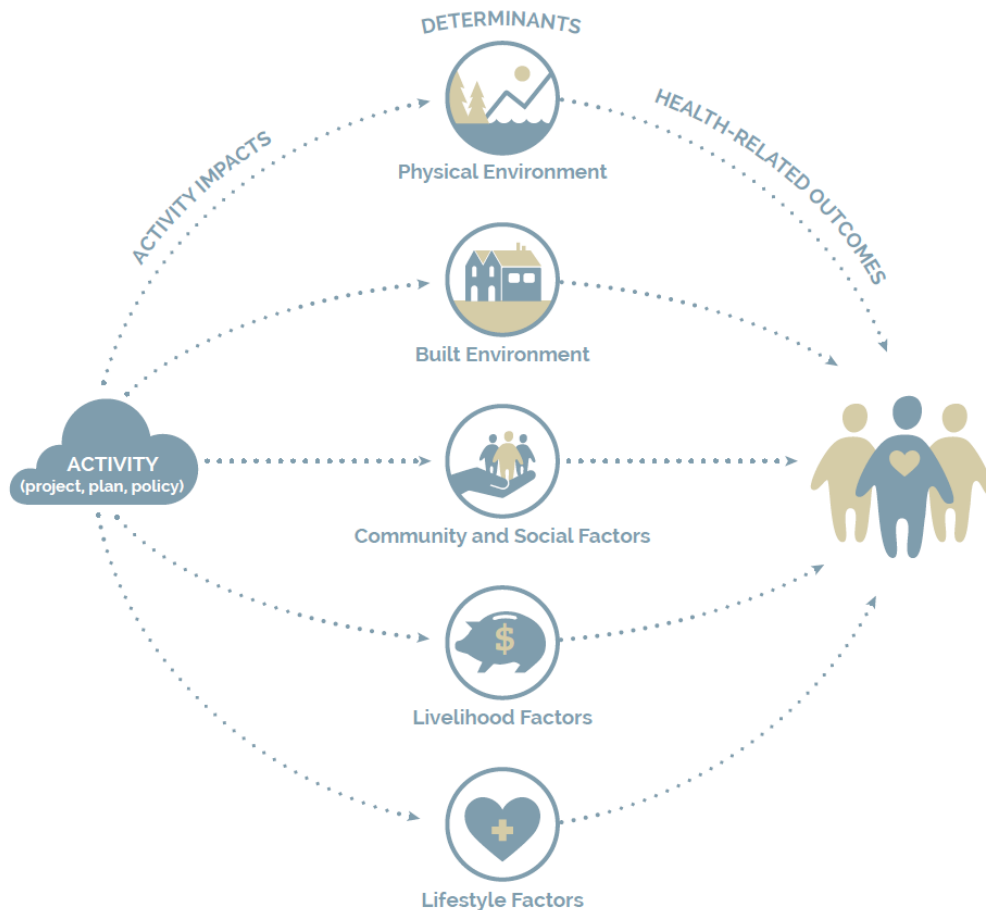 DETERMINANTS
ACTIVITY IMPACTS
HEALTH-RELATED OUTCOMES
Physical Environment
Built Environment
ACTIVITY
(project, plan, policy)
Community and Social Factors
$
Livelihood Factors
Lifestyle Factors